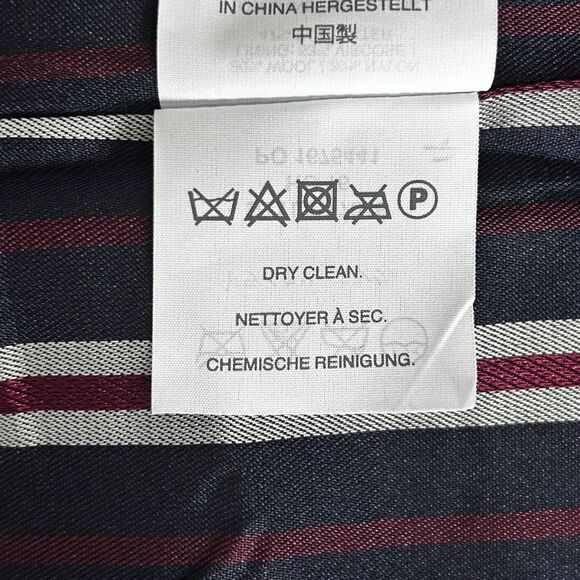 IN CHINA HERGESTELLT
中国製
P
DRY CLEAN.
NETTOYER À SEC.
CHEMISCHE REINIGUNG.